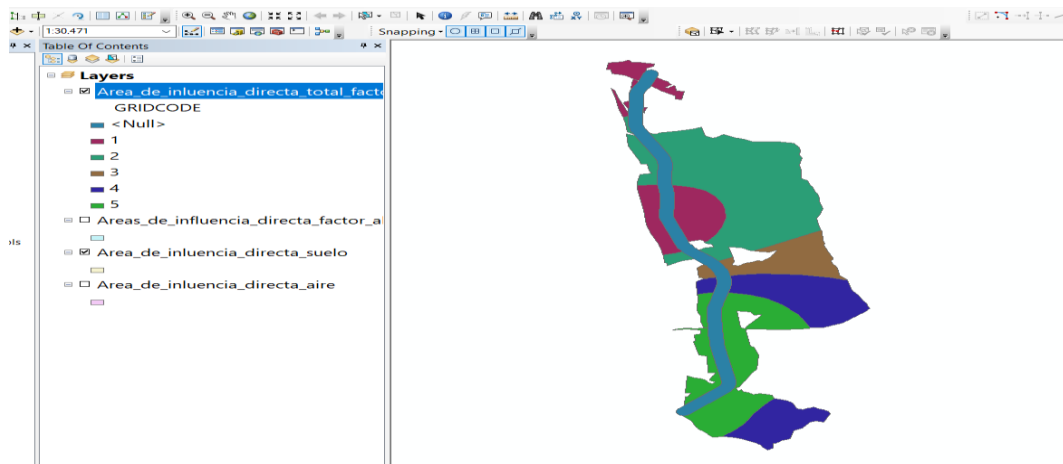 1:30.471
Snapping
Table Of Contents
Layers
Area_de_inluencia_directa_total_facto
GRIDCODE
<Null>
1
2
3
4
5
Areas_de_influencia_directa_factor_a
ols
Area_de_inluencia_directa_suelo
Area_de_inluencia_directa_aire